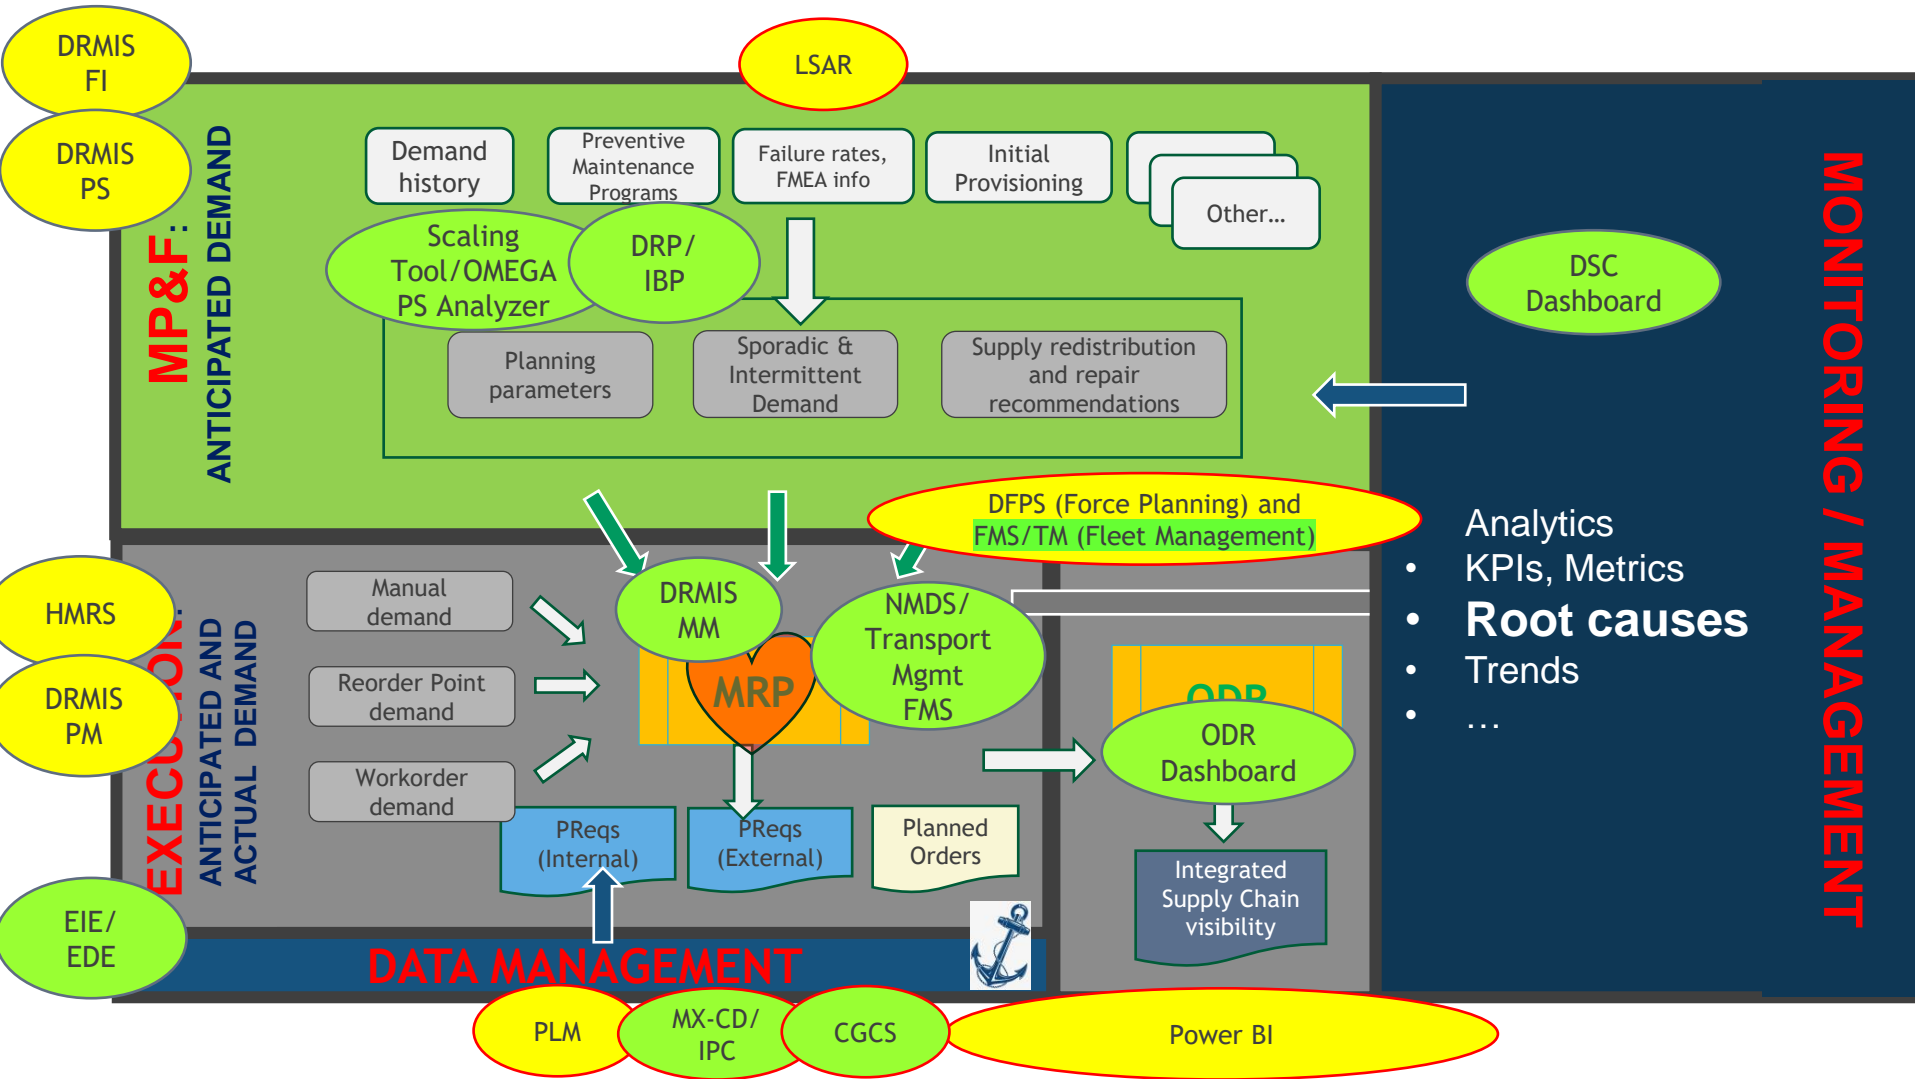 DRMIS
FI
DRMIS
PS
LSAR
MP&F:
ANTICIPATED DEMAND
Demand
history
Preventive
Maintenance
Programs
Failure rates,
FMEA info
Initial
Provisioning
Other…
Scaling
Tool/OMEGA
PS Analyzer
DRP/
IBP
Planning
parameters
Sporadic &
Intermittent
Demand
Supply redistribution
and repair
recommendations
DSC
Dashboard
MONITORING / MANAGEMENT
DFPS (Force Planning) and
FMS/TM (Fleet Management)
Analytics
• KPIs, Metrics
• Root causes
• Trends
• …
HMRS
DRMIS
PM
EXECUTION:
ANTICIPATED AND
ACTUAL DEMAND
Manual
demand
Reorder Point
demand
Workorder
demand
DRMIS
MM
MRP
NMDS/
Transport
Mgmt
FMS
ODR
ODR
Dashboard
PReqs
(Internal)
PReqs
(External)
Planned
Orders
Integrated
Supply Chain
visibility
EIE/
EDE
DATA MANAGEMENT
PLM
MX-CD/
IPC
CGCS
Power BI